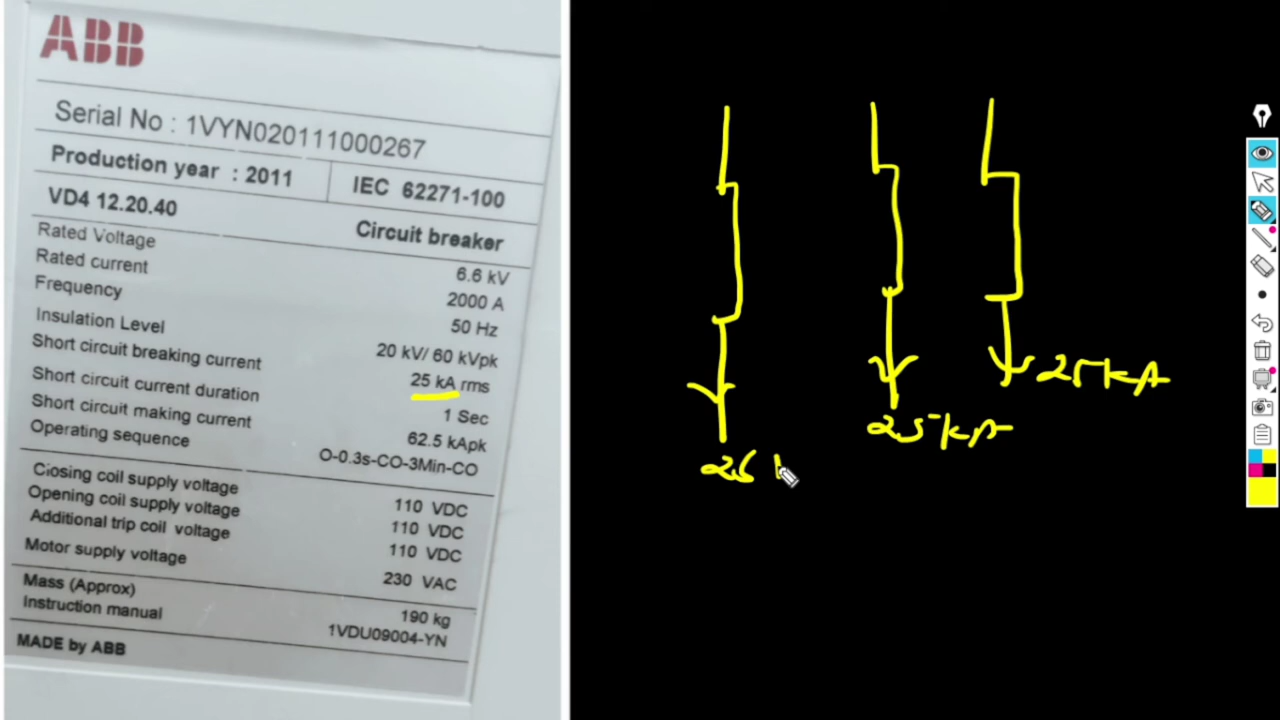 ABB
Serial No : 1VYN020111000267
Production year : 2011 IEC 62271-100
VD4 12.20.40 Circuit breaker
Rated Voltage 6.6 kV
Rated current 2000 A
Frequency 50 Hz
Insulation Level 20 kV/ 60 kVpk
Short circuit breaking current 25 kA rms
Short circuit current duration 1 Sec
Short circuit making current 62.5 kApk
Operating sequence O-0.3s-CO-3Min-CO
Closing coil supply voltage 110 VDC
Opening coil supply voltage 110 VDC
Additional trip coil voltage 110 VDC
Motor supply voltage 230 VAC
Mass (Approx) 190 kg
Instruction manual 1VDU09004-YN
MADE by ABB
25kA
25kA
25